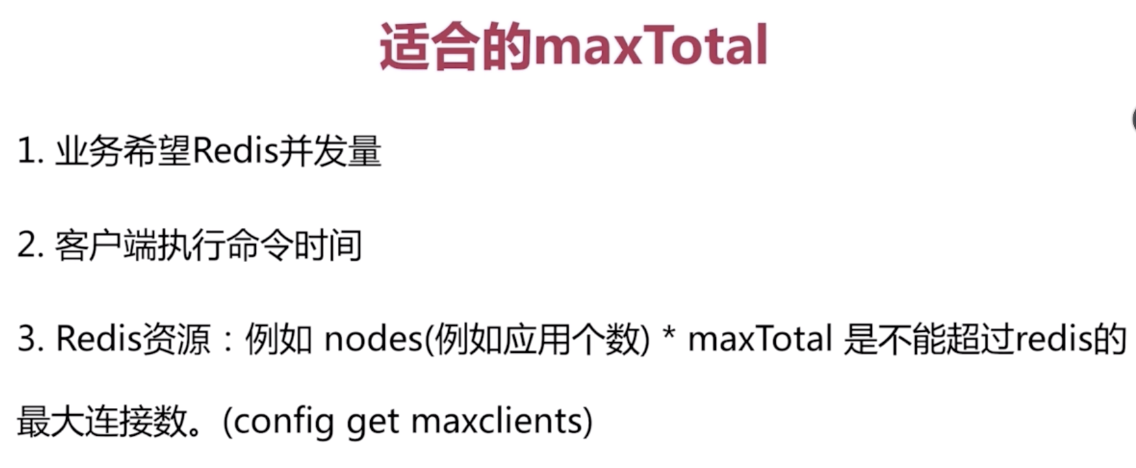 适合的maxTotal
1. 业务希望Redis并发量
2. 客户端执行命令时间
3. Redis资源：例如 nodes(例如应用个数) * maxTotal 是不能超过redis的
最大连接数。(config get maxclients)